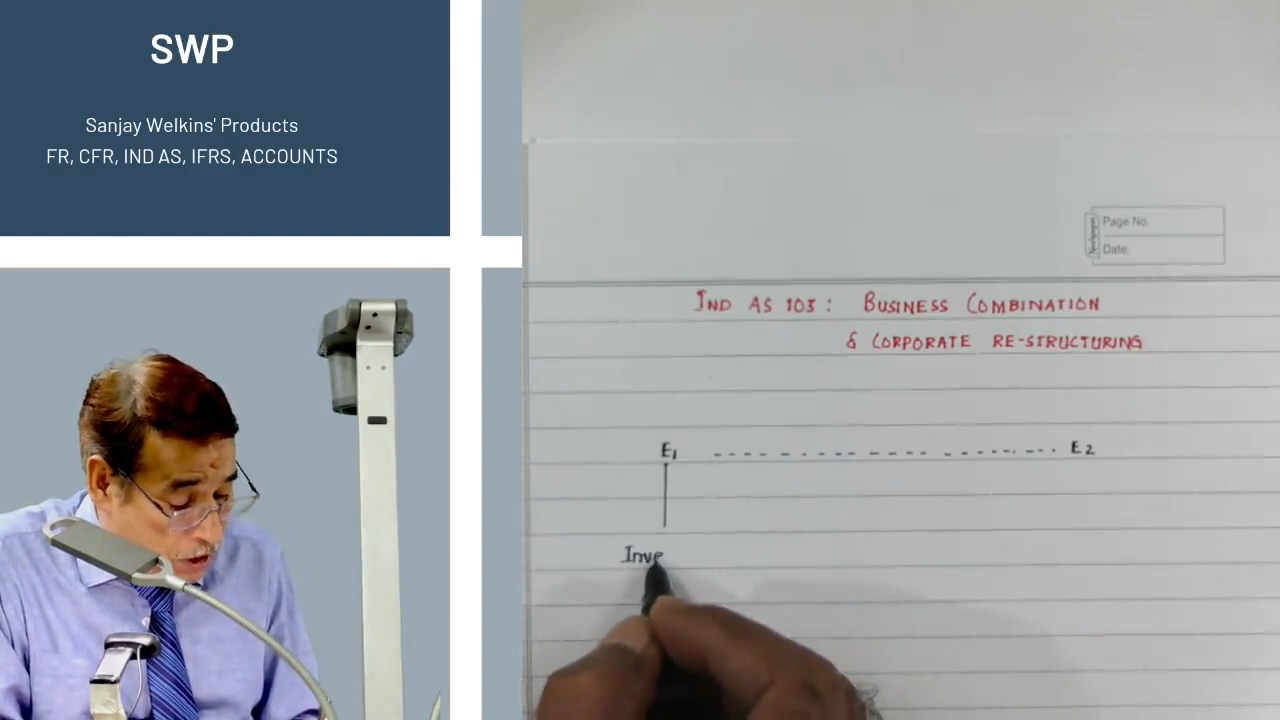 SWP
Sanjay Welkins' Products
FR, CFR, IND AS, IFRS, ACCOUNTS
Page No.
Date:
IND AS 103: BUSINESS COMBINATION
& CORPORATE RE-STRUCTURING
E1 E2
Inve